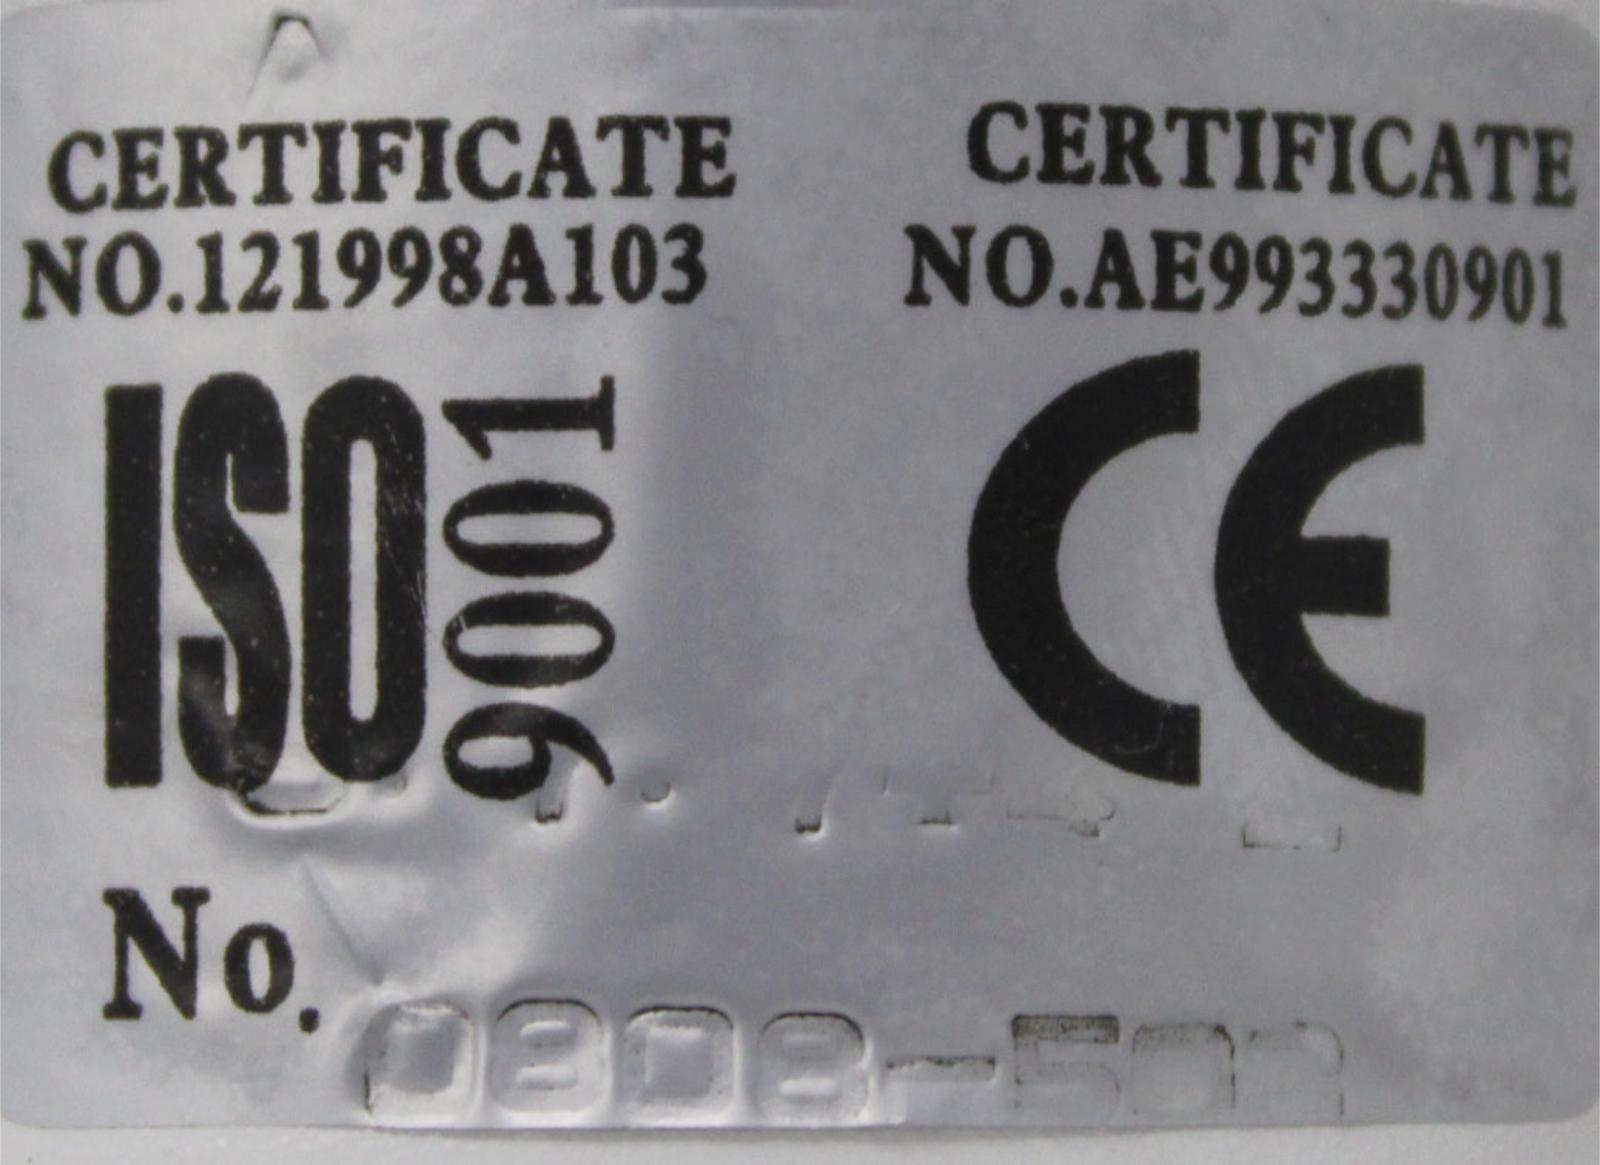 CERTIFICATE
NO.121998A103
ISO 9001
CERTIFICATE
NO.AE993330901
CE
No.